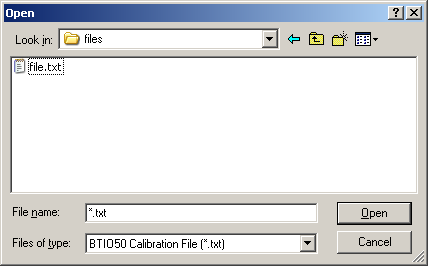 Open
Look in: files
file.txt
File name: *.txt
Open
Files of type: BTIO50 Calibration File (*.txt)
Cancel